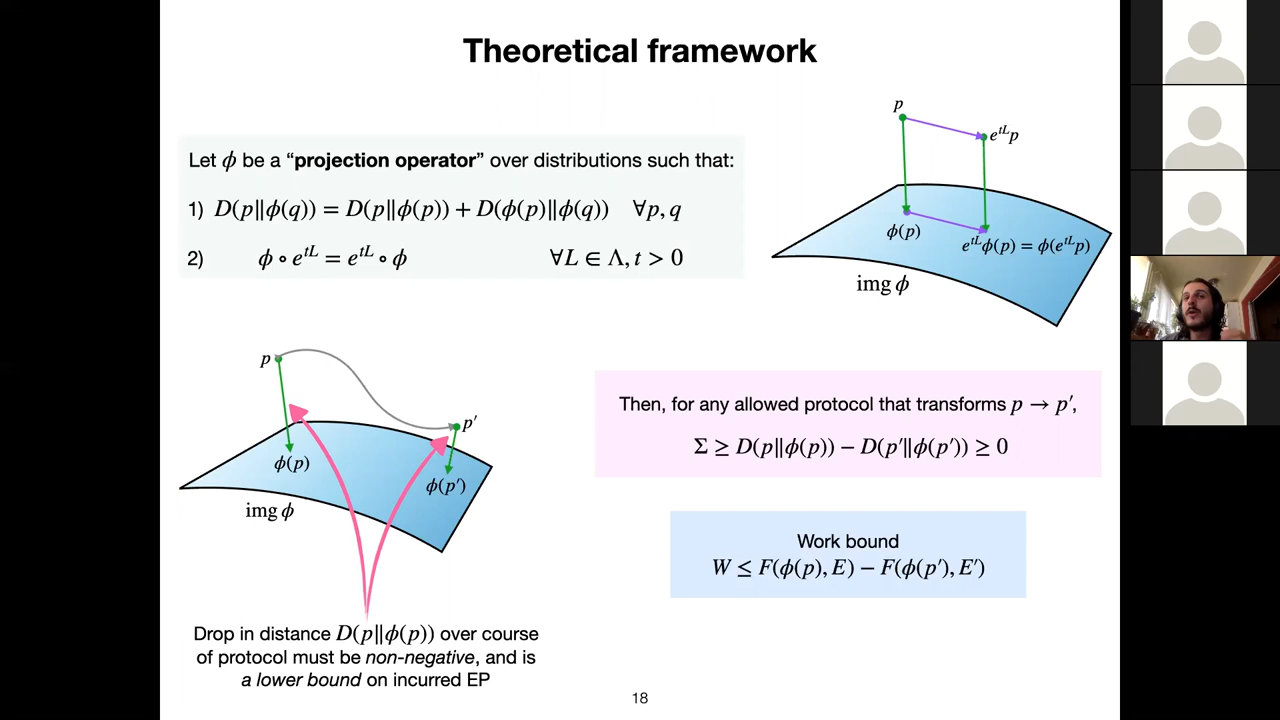 Theoretical framework
Let ϕ be a “projection operator” over distributions such that:
1) D(p∥ϕ(q)) = D(p∥ϕ(p)) + D(ϕ(p)∥ϕ(q)) ∀p, q
2) ϕ ∘ e^{tL} = e^{tL} ∘ ϕ ∀L ∈ Λ, t > 0
p
e^{tL}p
ϕ(p)
e^{tL}ϕ(p) = ϕ(e^{tL}p)
img ϕ
p
p′
ϕ(p)
ϕ(p′)
img ϕ
Drop in distance D(p∥ϕ(p)) over course
of protocol must be non-negative, and is
a lower bound on incurred EP
Then, for any allowed protocol that transforms p → p′,
Σ ≥ D(p∥ϕ(p)) − D(p′∥ϕ(p′)) ≥ 0
Work bound
W ≤ F(ϕ(p), E) − F(ϕ(p′), E′)
18